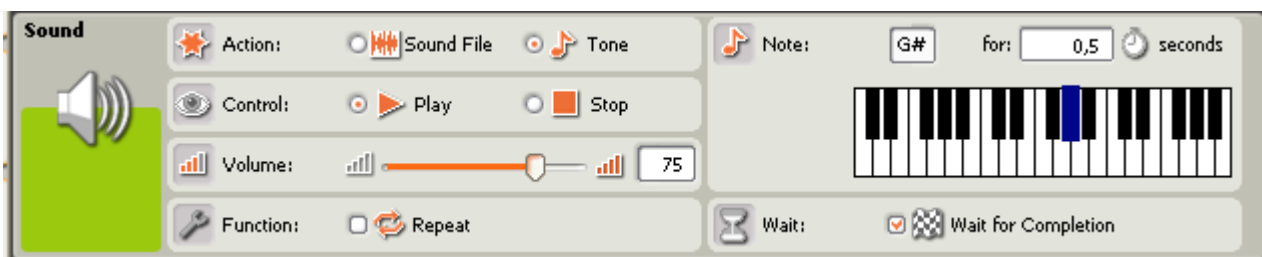 Sound
Action: Sound File Tone
Control: Play Stop
Volume: 75
Function: Repeat
Note: G# for: 0,5 seconds
Wait: Wait for Completion